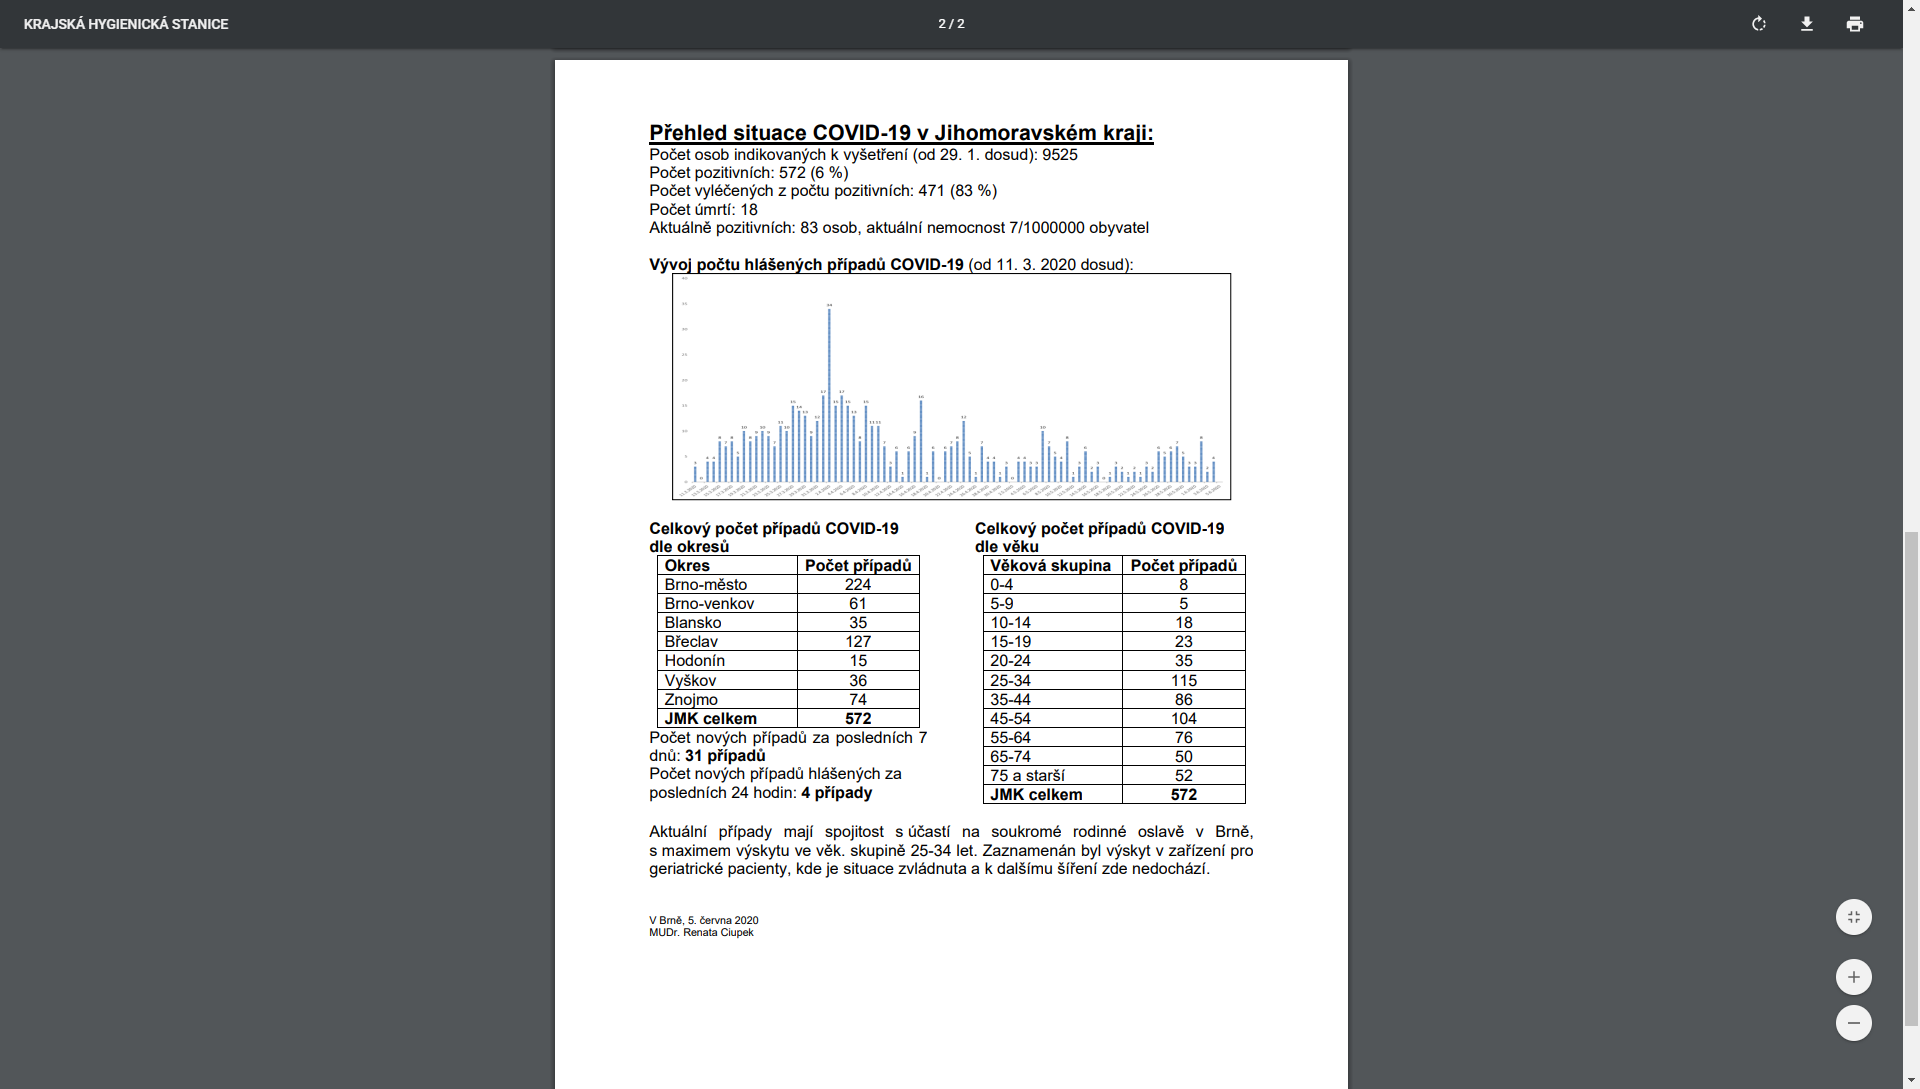 KRAJSKÁ HYGIENICKÁ STANICE
2 / 2
Přehled situace COVID-19 v Jihomoravském kraji:
Počet osob indikovaných k vyšetření (od 29. 1. dosud): 9525
Počet pozitivních: 572 (6 %)
Počet vyléčených z počtu pozitivních: 471 (83 %)
Počet úmrtí: 18
Aktuálně pozitivních: 83 osob, aktuální nemocnost 7/1000000 obyvatel
Vývoj počtu hlášených případů COVID-19 (od 11. 3. 2020 dosud):
Celkový počet případů COVID-19
dle okresů
Okres Počet případů
Brno-město 224
Brno-venkov 61
Blansko 35
Břeclav 127
Hodonín 15
Vyškov 36
Znojmo 74
JMK celkem 572
Počet nových případů za posledních 7
dnů: 31 případů
Počet nových případů hlášených za
posledních 24 hodin: 4 případy
Celkový počet případů COVID-19
dle věku
Věková skupina Počet případů
0-4 8
5-9 5
10-14 18
15-19 23
20-24 35
25-34 115
35-44 86
45-54 104
55-64 76
65-74 50
75 a starší 52
JMK celkem 572
Aktuální případy mají spojitost s účastí na soukromé rodinné oslavě v Brně,
s maximem výskytu ve věk. skupině 25-34 let. Zaznamenán byl výskyt v zařízení pro
geriatrické pacienty, kde je situace zvládnuta a k dalšímu šíření zde nedochází.
V Brně, 5. června 2020
MUDr. Renata Ciupek